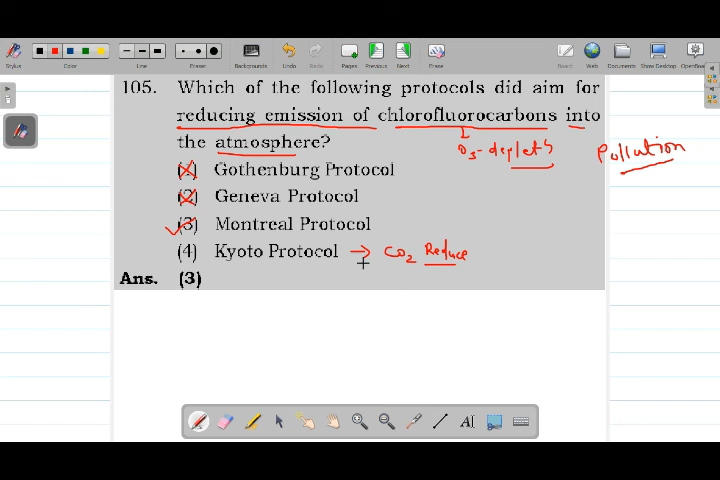 Stylus
Color
Line
Eraser
Backgrounds
Undo
Redo
Pages
Previous
Next
Erase
Board
Web
Documents
Show Desktop
OpenBoard
105. Which of the following protocols did aim for
reducing emission of chlorofluorocarbons into
the atmosphere?
O3-depletes
Pollution
(1) Gothenburg Protocol
(2) Geneva Protocol
(3) Montreal Protocol
(4) Kyoto Protocol → CO2 Reduce
Ans. (3)